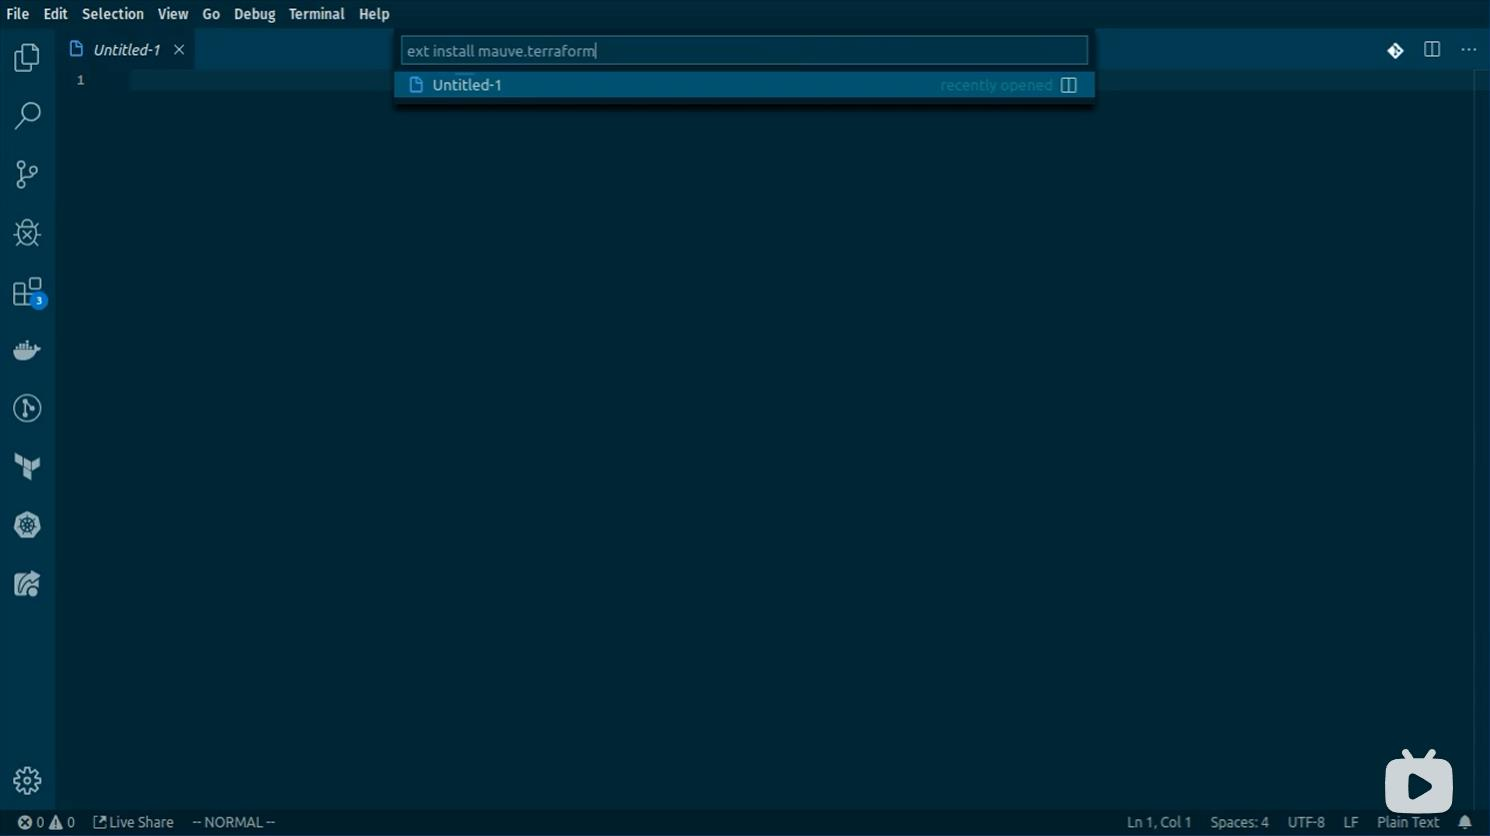 File Edit Selection View Go Debug Terminal Help
Untitled-1
ext install mauve.terraform
Untitled-1 recently opened
1
3
0 0 Live Share -- NORMAL --
Ln 1, Col 1 Spaces: 4 UTF-8 LF Plain Text